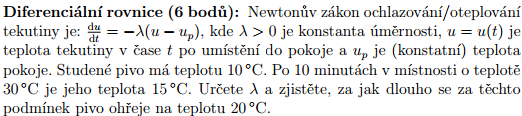 Diferenciální rovnice (6 bodů): Newtonův zákon ochlazování/oteplování
tekutiny je: du/dt = −λ(u − u_p), kde λ > 0 je konstanta úměrnosti, u = u(t) je
teplota tekutiny v čase t po umístění do pokoje a u_p je (konstatní) teplota
pokoje. Studené pivo má teplotu 10 °C. Po 10 minutách v místnosti o teplotě
30 °C je jeho teplota 15 °C. Určete λ a zjistěte, za jak dlouho se za těchto
podmínek pivo ohřeje na teplotu 20 °C.